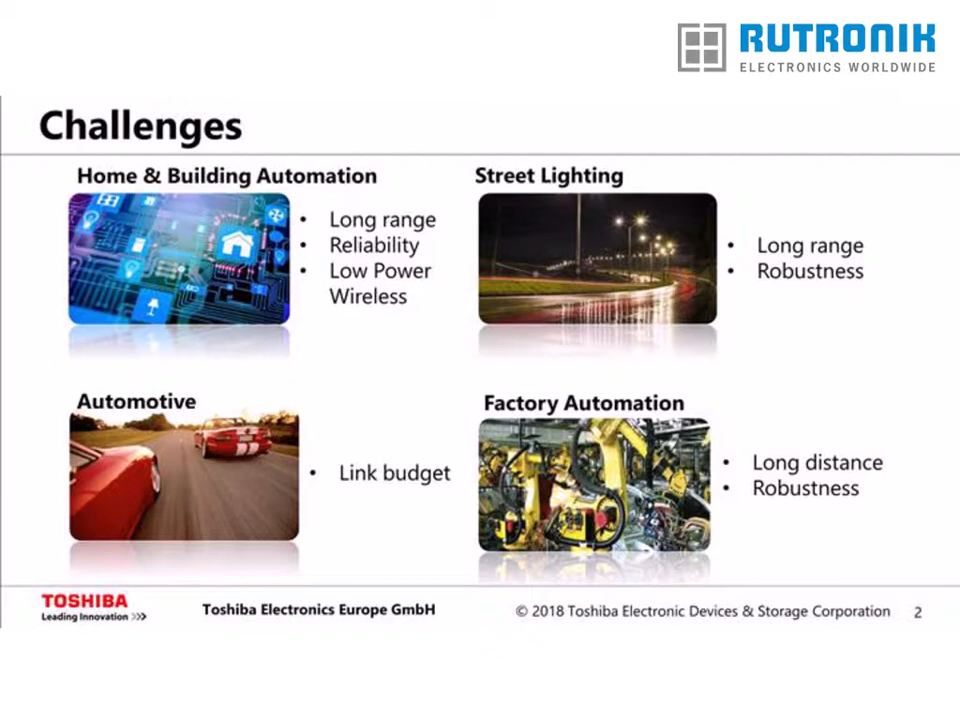 RUTRONIK
ELECTRONICS WORLDWIDE
Challenges
Home & Building Automation
• Long range
• Reliability
• Low Power
Wireless
Street Lighting
• Long range
• Robustness
Automotive
• Link budget
Factory Automation
• Long distance
• Robustness
TOSHIBA
Leading Innovation >>>
Toshiba Electronics Europe GmbH
© 2018 Toshiba Electronic Devices & Storage Corporation
2